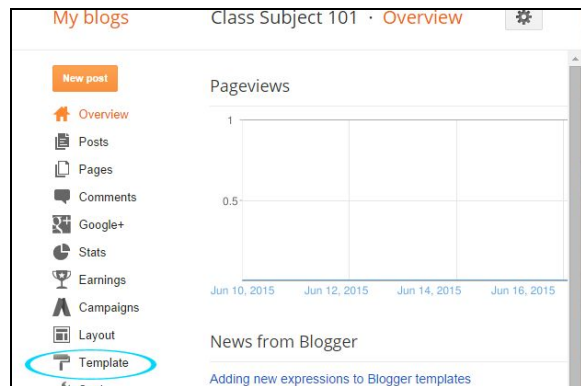 My blogs
Class Subject 101 · Overview
New post
Overview
Posts
Pages
Comments
Google+
Stats
Earnings
Campaigns
Layout
Template
Pageviews
1
0.5
Jun 10, 2015 Jun 12, 2015 Jun 14, 2015 Jun 16, 2015
News from Blogger
Adding new expressions to Blogger templates